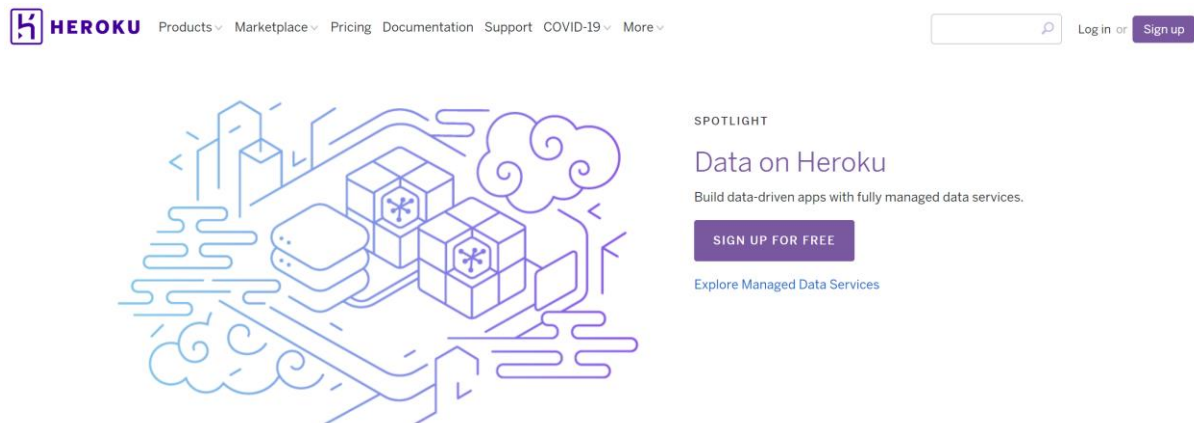 HEROKU Products Marketplace Pricing Documentation Support COVID-19 More Log in or Sign up
SPOTLIGHT
Data on Heroku
Build data-driven apps with fully managed data services.
SIGN UP FOR FREE
Explore Managed Data Services